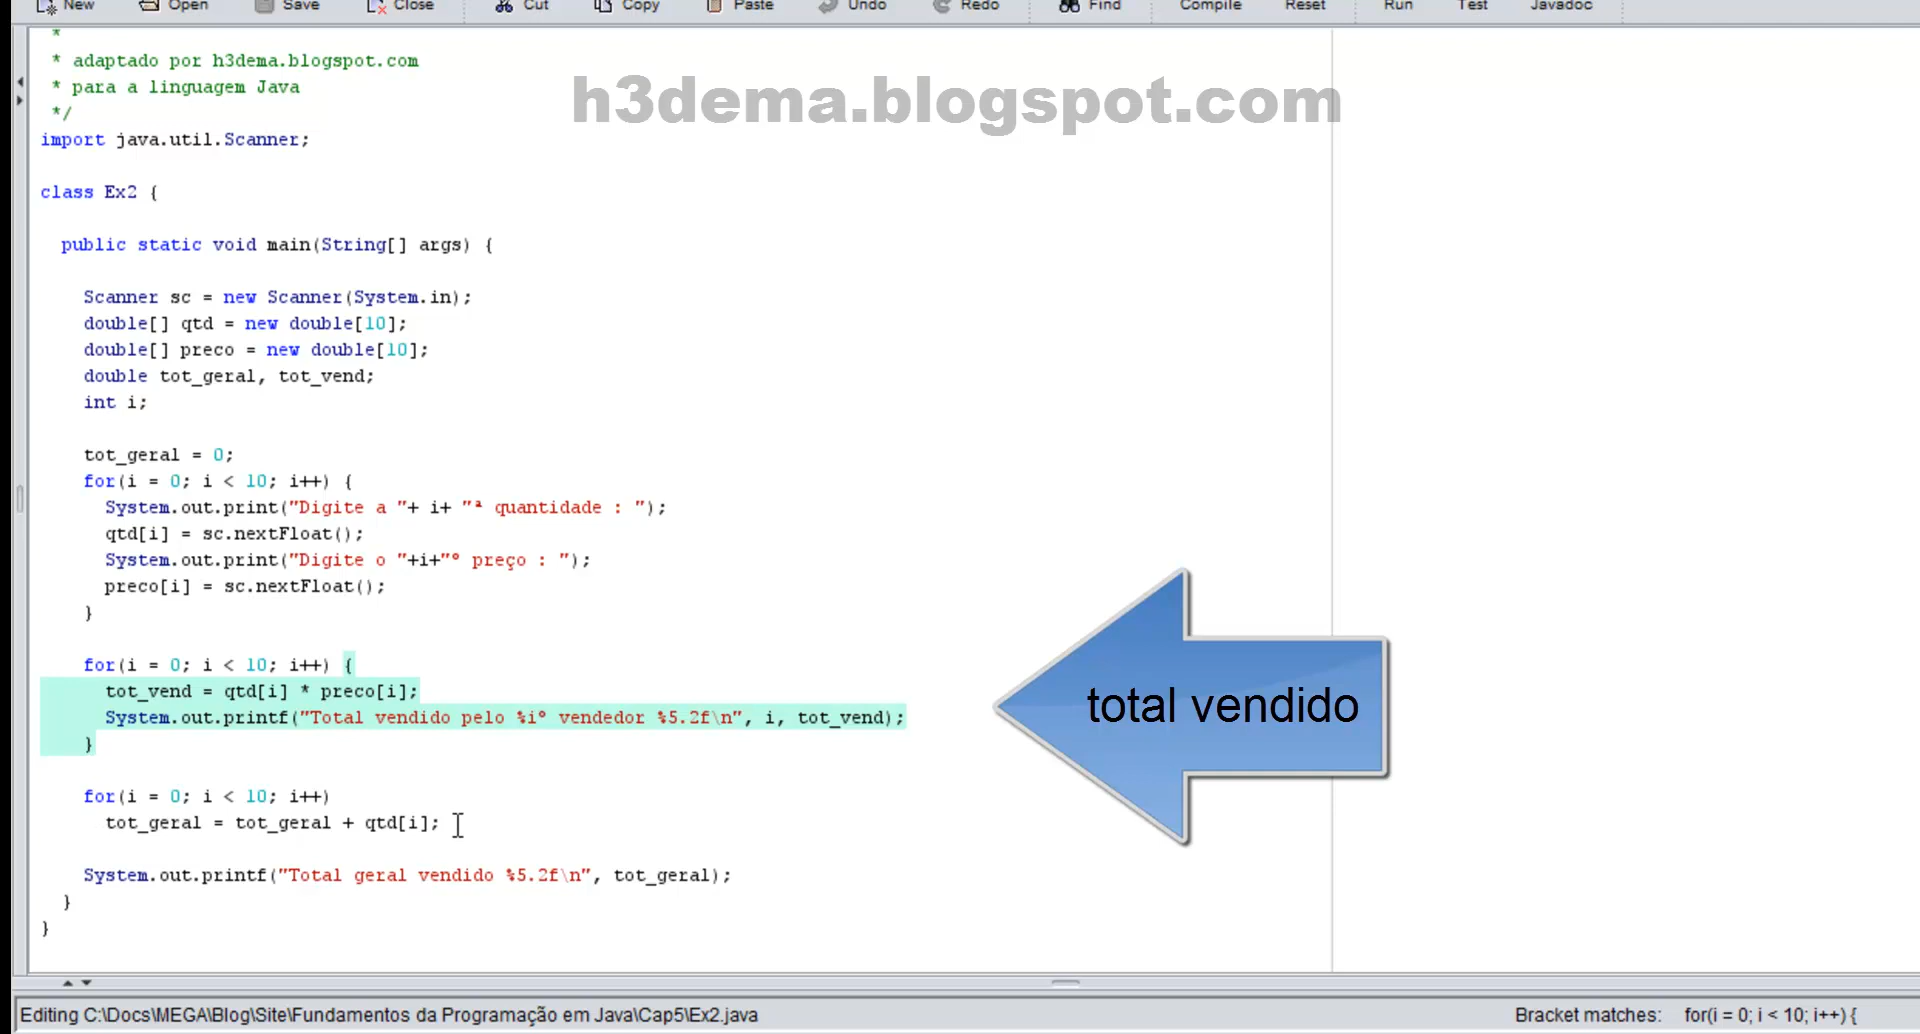 New Open Save Close Cut Copy Paste Undo Redo Find Compile Reset Run Test Javadoc
*
* adaptado por h3dema.blogspot.com
* para a linguagem Java
*/
h3dema.blogspot.com
import java.util.Scanner;
class Ex2 {
public static void main(String[] args) {
Scanner sc = new Scanner(System.in);
double[] qtd = new double[10];
double[] preco = new double[10];
double tot_geral, tot_vend;
int i;
tot_geral = 0;
for(i = 0; i < 10; i++) {
System.out.print("Digite a "+ i+ "ª quantidade : ");
qtd[i] = sc.nextFloat();
System.out.print("Digite o "+i+"º preço : ");
preco[i] = sc.nextFloat();
}
for(i = 0; i < 10; i++) {
tot_vend = qtd[i] * preco[i];
System.out.printf("Total vendido pelo %iº vendedor %5.2f\n", i, tot_vend);
}
total vendido
for(i = 0; i < 10; i++)
tot_geral = tot_geral + qtd[i];
System.out.printf("Total geral vendido %5.2f\n", tot_geral);
}
}
Editing C:\Docs\MEGA\Blog\Site\Fundamentos da Programação em Java\Cap5\Ex2.java
Bracket matches: for(i = 0; i < 10; i++) {